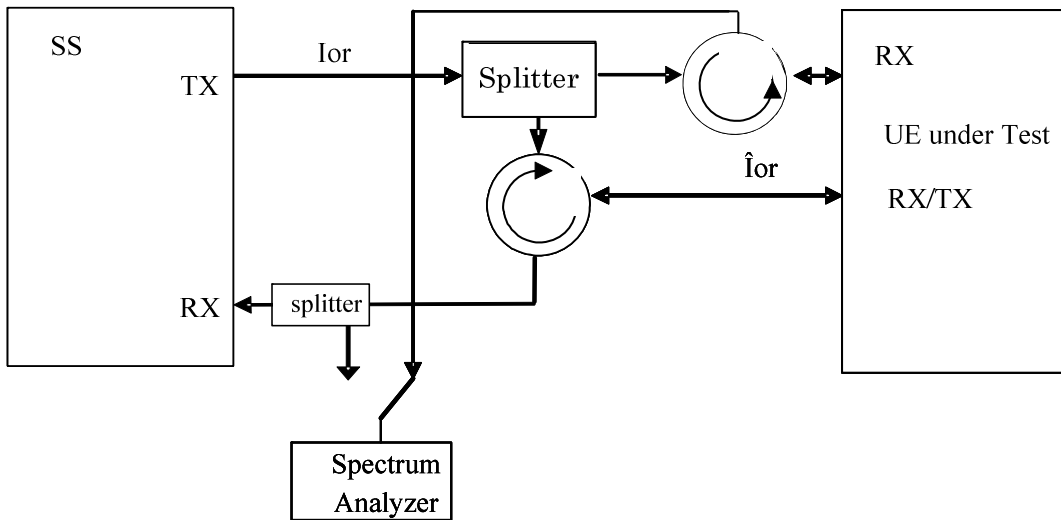 SS
Ior
TX
Splitter
RX
UE under Test
Îor
RX/TX
RX
splitter
Spectrum
Analyzer